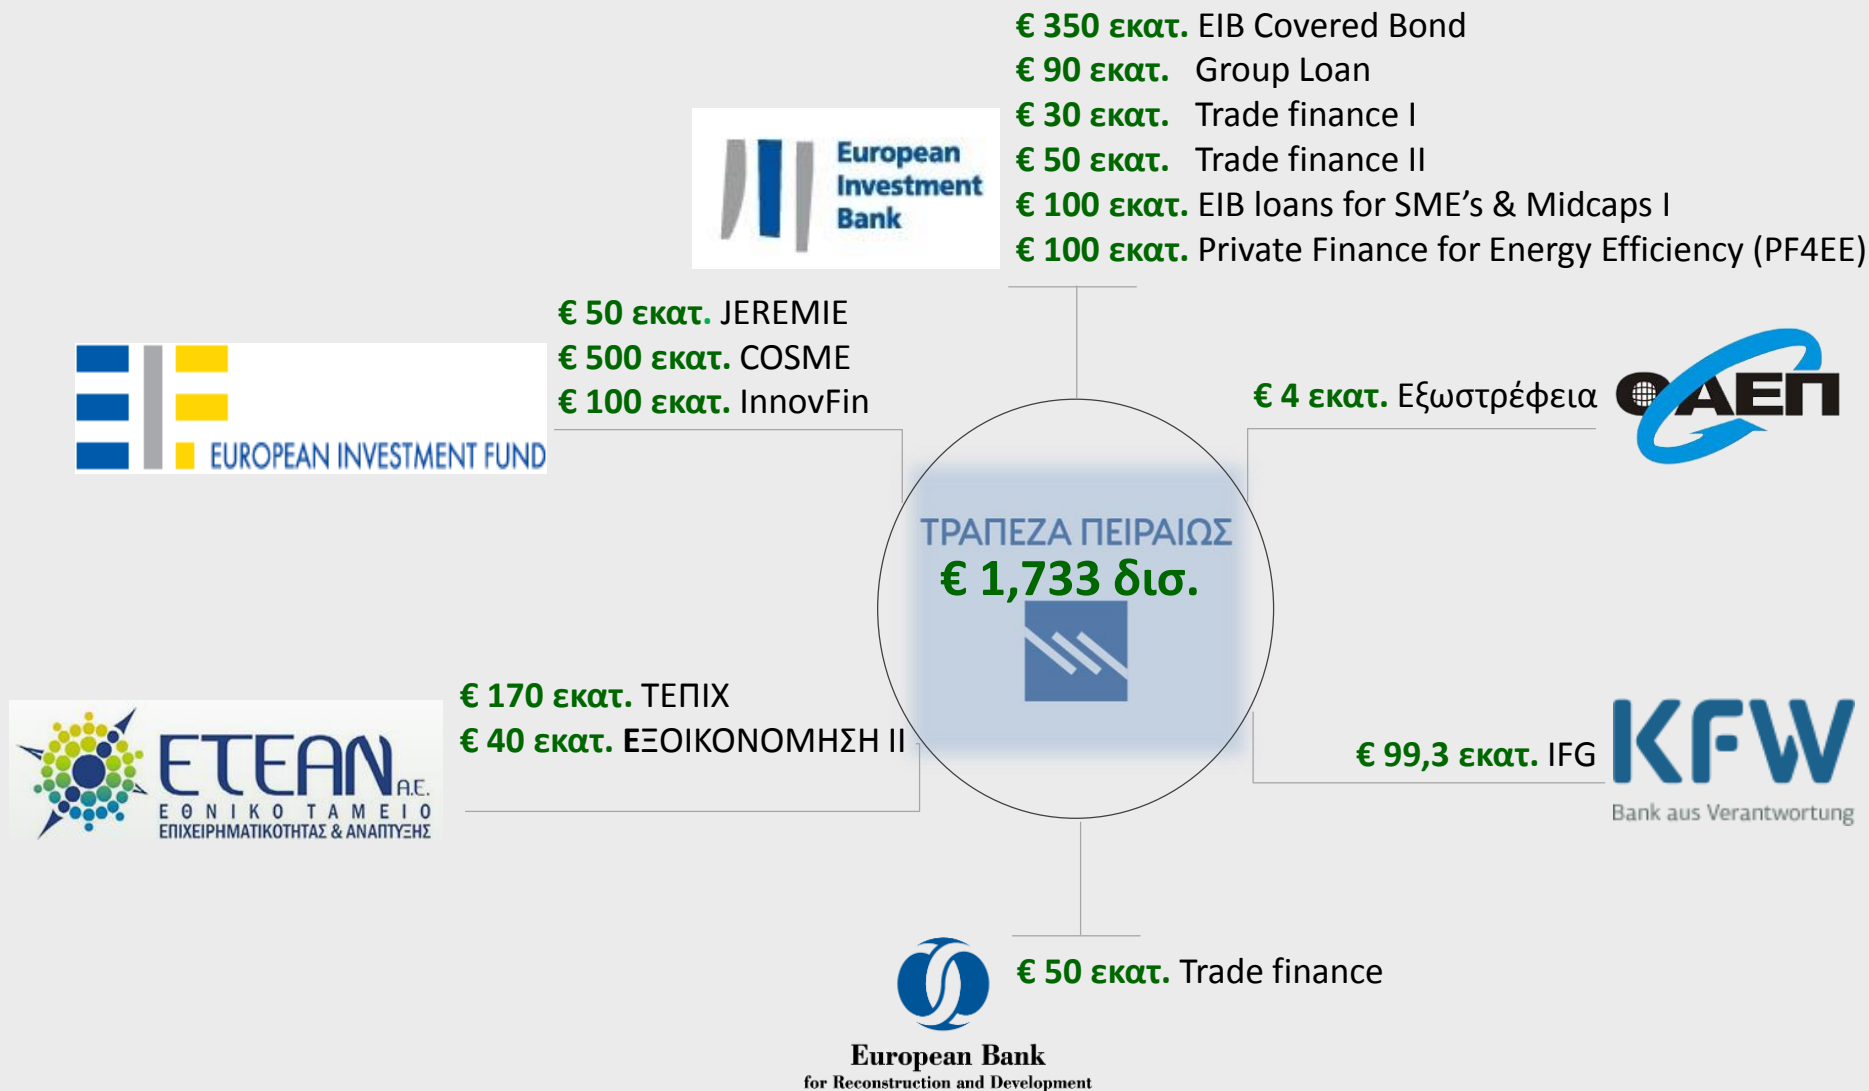 € 350 εκατ. EIB Covered Bond
€ 90 εκατ. Group Loan
€ 30 εκατ. Trade finance I
€ 50 εκατ. Trade finance II
€ 100 εκατ. EIB loans for SME's & Midcaps I
€ 100 εκατ. Private Finance for Energy Efficiency (PF4EE)
European
Investment
Bank
€ 50 εκατ. JEREMIE
€ 500 εκατ. COSME
€ 100 εκατ. InnovFin
EUROPEAN INVESTMENT FUND
€ 4 εκατ. Εξωστρέφεια
ΟΑΕΠ
ΤΡΑΠΕΖΑ ΠΕΙΡΑΙΩΣ
€ 1,733 δισ.
€ 170 εκατ. ΤΕΠΙΧ
€ 40 εκατ. ΕΞΟΙΚΟΝΟΜΗΣΗ ΙΙ
ΕΤΕΑΝ Α.Ε.
ΕΘΝΙΚΟ ΤΑΜΕΙΟ
ΕΠΙΧΕΙΡΗΜΑΤΙΚΟΤΗΤΑΣ & ΑΝΑΠΤΥΞΗΣ
€ 99,3 εκατ. IFG
KFW
Bank aus Verantwortung
€ 50 εκατ. Trade finance
European Bank
for Reconstruction and Development